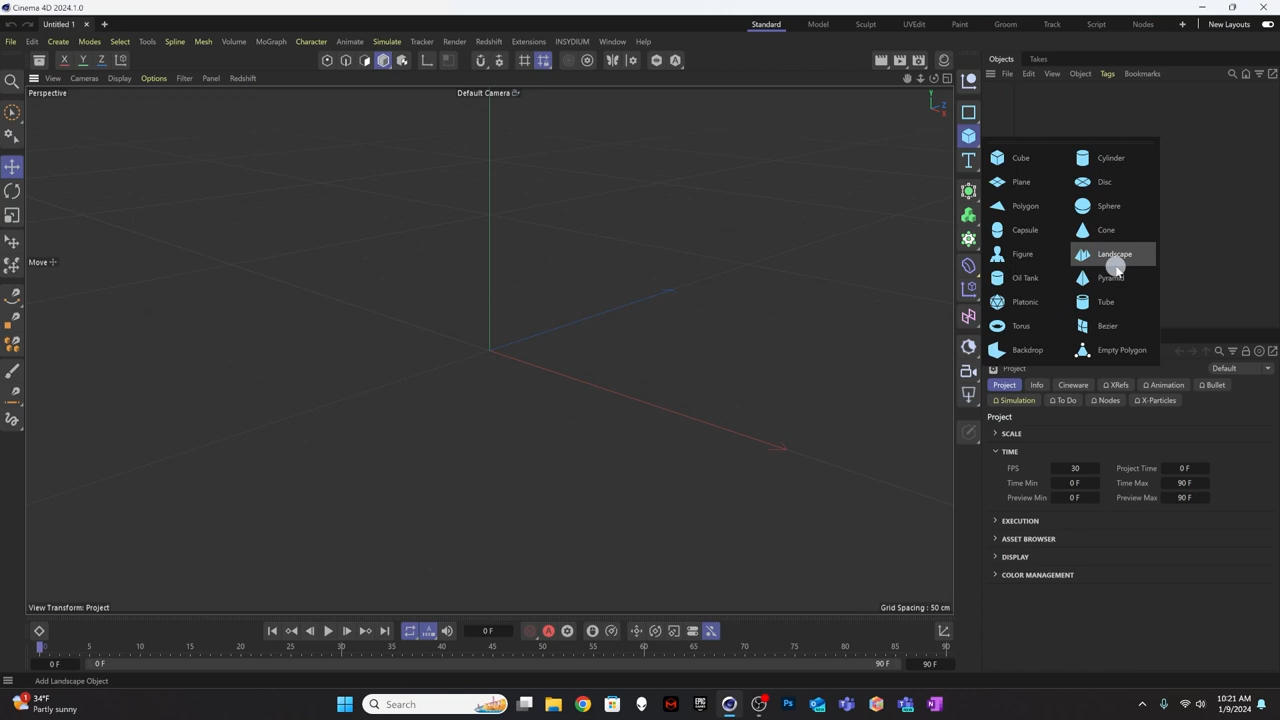 Cinema 4D 2024.1.0
Untitled 1
Standard Model Sculpt UVEdit Paint Groom Track Script Nodes New Layouts
File Edit Create Modes Select Tools Spline Mesh Volume MoGraph Character Animate Simulate Tracker Render Redshift Extensions INSYDIUM Window Help
X Y Z
Objects Takes
View Cameras Display Options Filter Panel Redshift
File Edit View Object Tags Bookmarks
Perspective Default Camera
Y
Z
X
Cube Cylinder
Plane Disc
Polygon Sphere
Capsule Cone
Figure Landscape
Move
Oil Tank Pyramid
Platonic Tube
Torus Bezier
Backdrop Empty Polygon
Project Default
Project Info Cineware XRefs Animation Bullet
Simulation To Do Nodes X-Particles
Project
SCALE
TIME
FPS 30 Project Time 0 F
Time Min 0 F Time Max 90 F
Preview Min 0 F Preview Max 90 F
EXECUTION
ASSET BROWSER
DISPLAY
COLOR MANAGEMENT
View Transform: Project Grid Spacing : 50 cm
0 F
0 5 10 15 20 25 30 35 40 45 50 55 60 65 70 75 80 85 90
0 F 0 F 90 F 90 F
Add Landscape Object
1 34°F
Partly sunny
Search
10:21 AM
1/9/2024